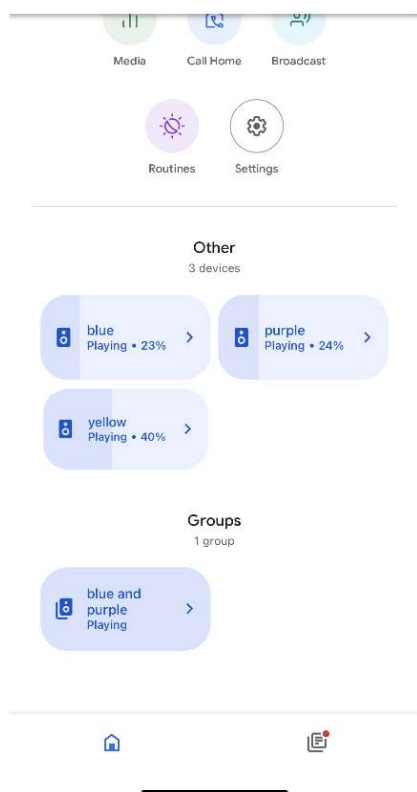 Media Call Home Broadcast
Routines Settings
Other
3 devices
blue
Playing • 23%
purple
Playing • 24%
yellow
Playing • 40%
Groups
1 group
blue and
purple
Playing